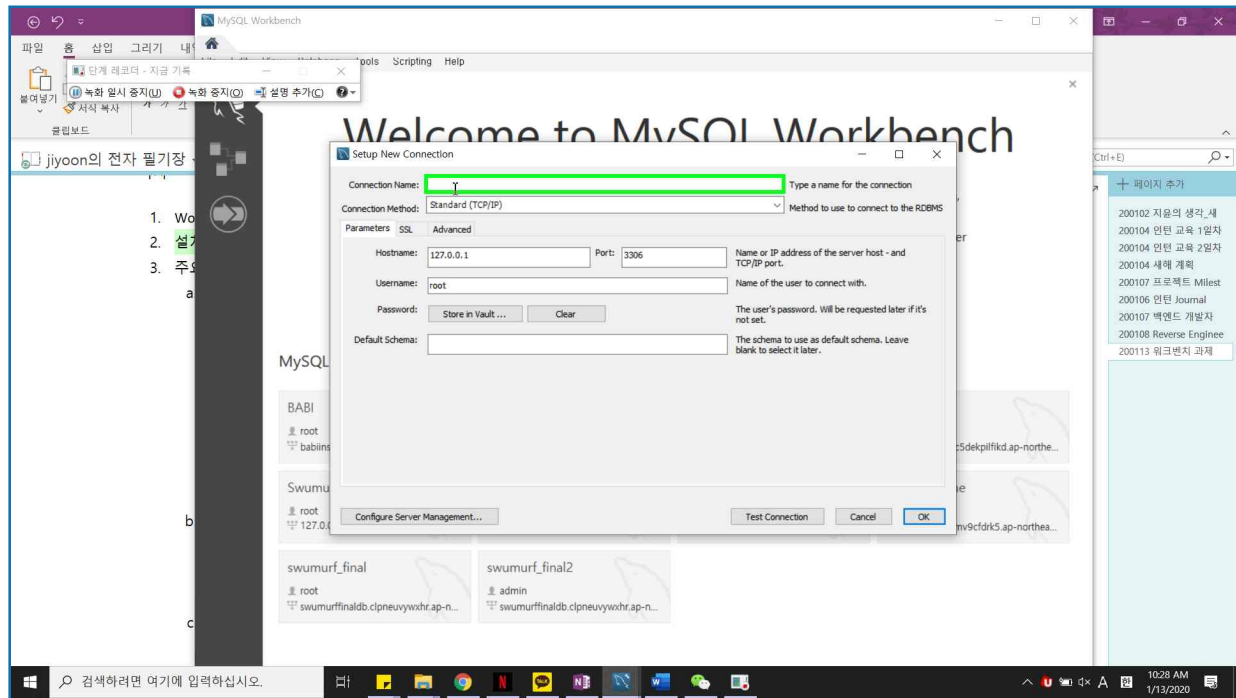 MySQL Workbench
파일 홈 삽입 그리기
Tools Scripting Help
단계 레코더 - 지금 기록
녹화 일시 중지(U) 녹화 중지(O) 설명 추가(C)
붙여넣기
서식 복사
클립보드
Welcome to MySQL Workbench
jiyoon의 전자 필기장
Ctrl+E)
페이지 추가
1. Wo
2. 설
3. 주요
a
b
c
200102 지윤의 생각_새
200104 인턴 교육 1일차
200104 인턴 교육 2일차
200104 새해 계획
200107 프로젝트 Milest
200106 인턴 Journal
200107 백엔드 개발자
200108 Reverse Enginee
200113 워크벤치 과제
Setup New Connection
Connection Name: Type a name for the connection
Connection Method: Standard (TCP/IP) Method to use to connect to the RDBMS
Parameters SSL Advanced
Hostname: 127.0.0.1 Port: 3306 Name or IP address of the server host - and
TCP/IP port.
Username: root Name of the user to connect with.
Password: Store in Vault ... Clear The user's password. Will be requested later if it's
not set.
Default Schema: The schema to use as default schema. Leave
blank to select it later.
Configure Server Management... Test Connection Cancel OK
MySQL
BABI
root
babiins
c5dekpilfikd.ap-northe...
Swumu
root
127.0.0
mv9cfdrk5.ap-northea...
swumurf_final
root
swumurffinaldb.clpneuvywxhr.ap-n...
swumurf_final2
admin
swumurffinaldb.clpneuvywxhr.ap-n...
검색하려면 여기에 입력하십시오.
A 한 10:28 AM
1/13/2020